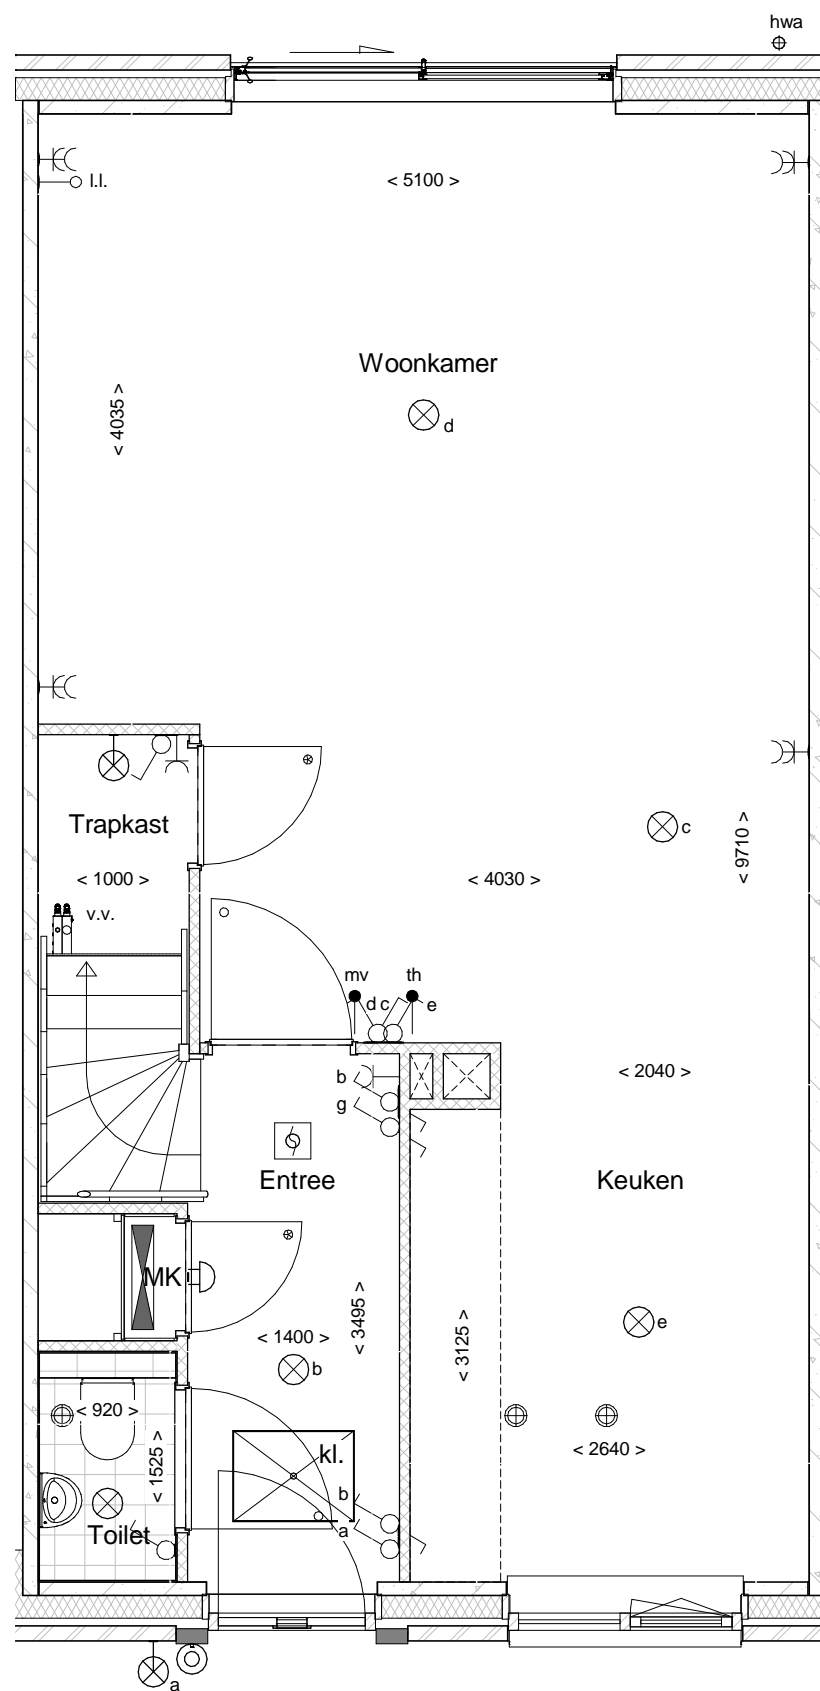 hwa
l.l.
< 5100 >
Woonkamer
< 4035 >
d
Trapkast
c
< 9710 >
< 1000 >
< 4030 >
v.v.
mv
th
d
c
e
b
< 2040 >
g
Entree
Keuken
MK
< 3495 >
< 1400 >
e
< 3125 >
b
< 920 >
< 1525 >
< 2640 >
kl.
b
a
Toilet
a